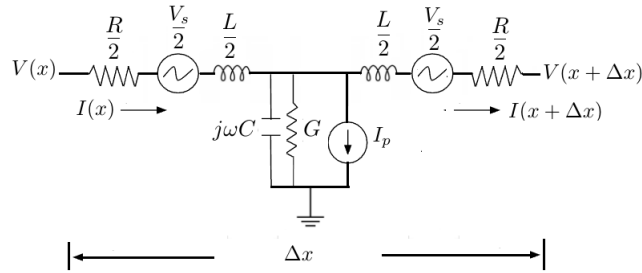 R/2 V_s/2 L/2 L/2 V_s/2 R/2
V(x) V(x + Δx)
I(x) I(x + Δx)
jωC G I_p
Δx